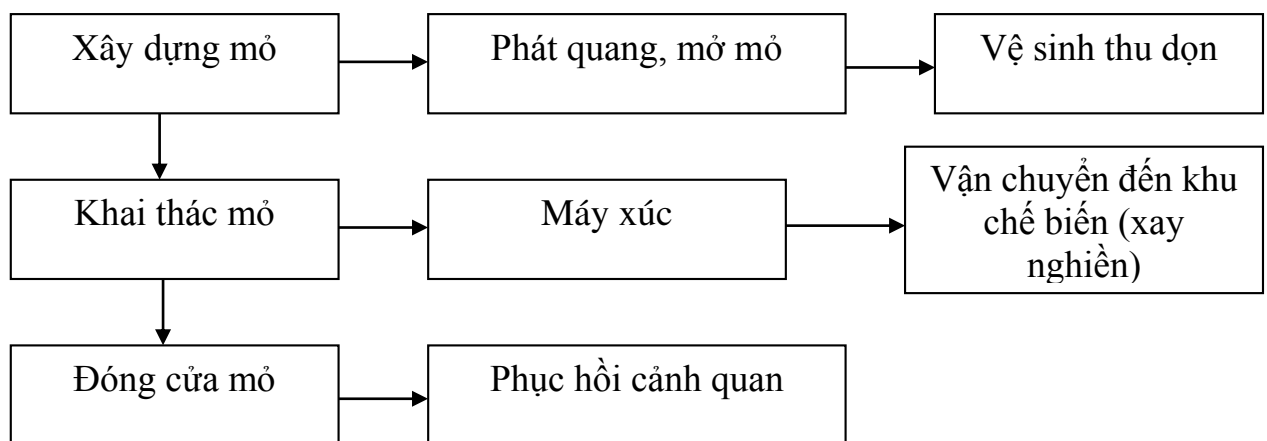 Xây dựng mỏ
Phát quang, mở mỏ
Vệ sinh thu dọn
Khai thác mỏ
Máy xúc
Vận chuyển đến khu
chế biến (xay
nghiền)
Đóng cửa mỏ
Phục hồi cảnh quan